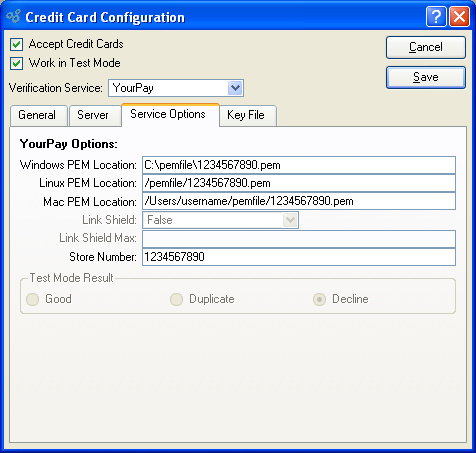 Credit Card Configuration
Accept Credit Cards
Cancel
Work in Test Mode
Save
Verification Service: YourPay
General Server Service Options Key File
YourPay Options:
Windows PEM Location: C:\pemfile\1234567890.pem
Linux PEM Location: /pemfile/1234567890.pem
Mac PEM Location: /Users/username/pemfile/1234567890.pem
Link Shield: False
Link Shield Max:
Store Number: 1234567890
Test Mode Result
Good Duplicate Decline